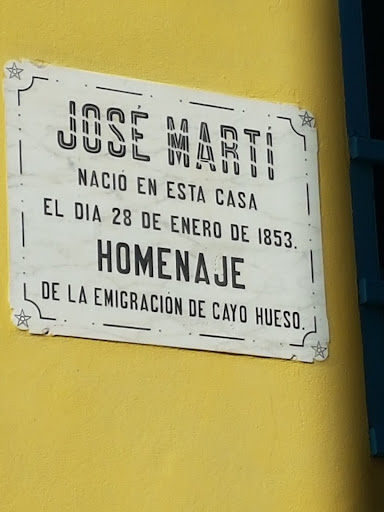 JOSÉ MARTÍ
NACIÓ EN ESTA CASA
EL DIA 28 DE ENERO DE 1853.
HOMENAJE
DE LA EMIGRACIÓN DE CAYO HUESO.